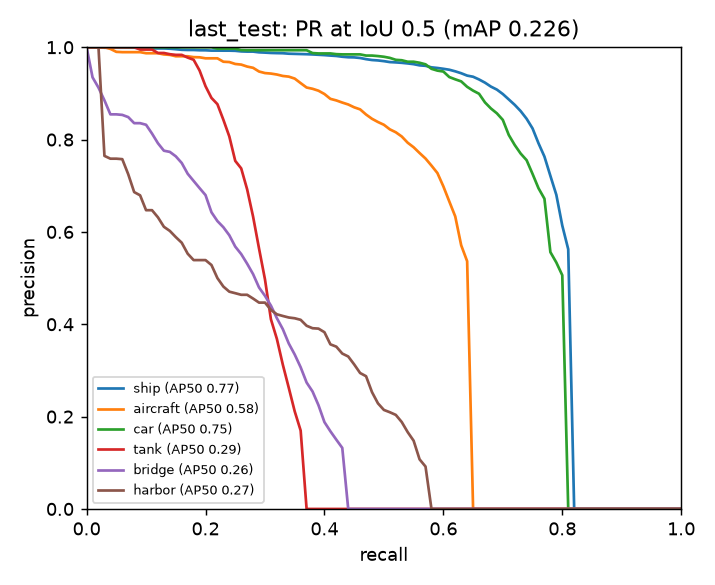 last_test: PR at IoU 0.5 (mAP 0.226)
precision
1.0
0.8
0.6
0.4
0.2
0.0
ship (AP50 0.77)
aircraft (AP50 0.58)
car (AP50 0.75)
tank (AP50 0.29)
bridge (AP50 0.26)
harbor (AP50 0.27)
0.0 0.2 0.4 0.6 0.8 1.0
recall